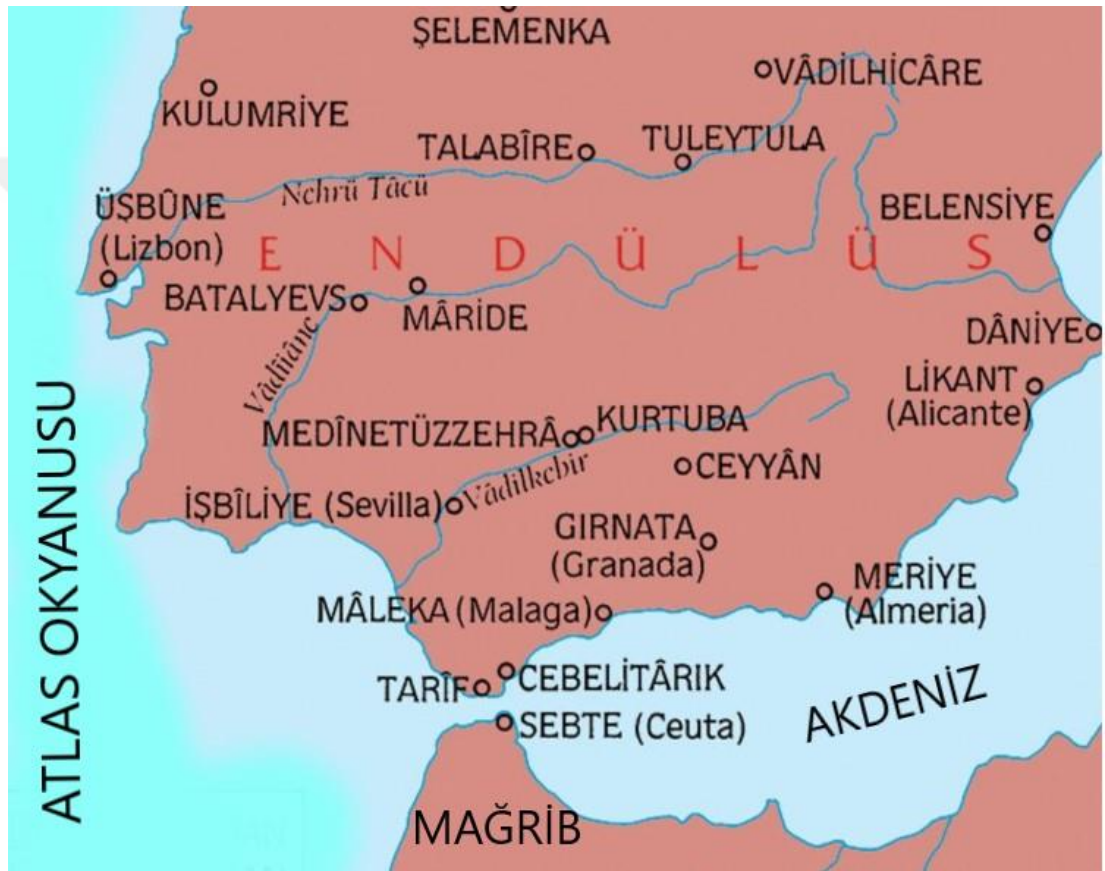 ŞELEMENKA
VÂDİLHİCÂRE
KULUMRİYE
TALABÎRE
TULEYTULA
Nehrü Tâcü
ÜŞBÛNE
(Lizbon)
BELENSİYE
ENDÜLÜS
BATALYEVS
MÂRİDE
DÂNİYE
Vâdiiânc
LİKANT
(Alicante)
MEDÎNETÜZZEHRÂ
KURTUBA
CEYYÂN
İŞBÎLİYE (Sevilla)
Vâdilkebir
GIRNATA
(Granada)
MERİYE
(Almeria)
MÂLEKA (Malaga)
TARÎF
CEBELİTÂRIK
SEBTE (Ceuta)
AKDENİZ
ATLAS OKYANUSU
MAĞRİB